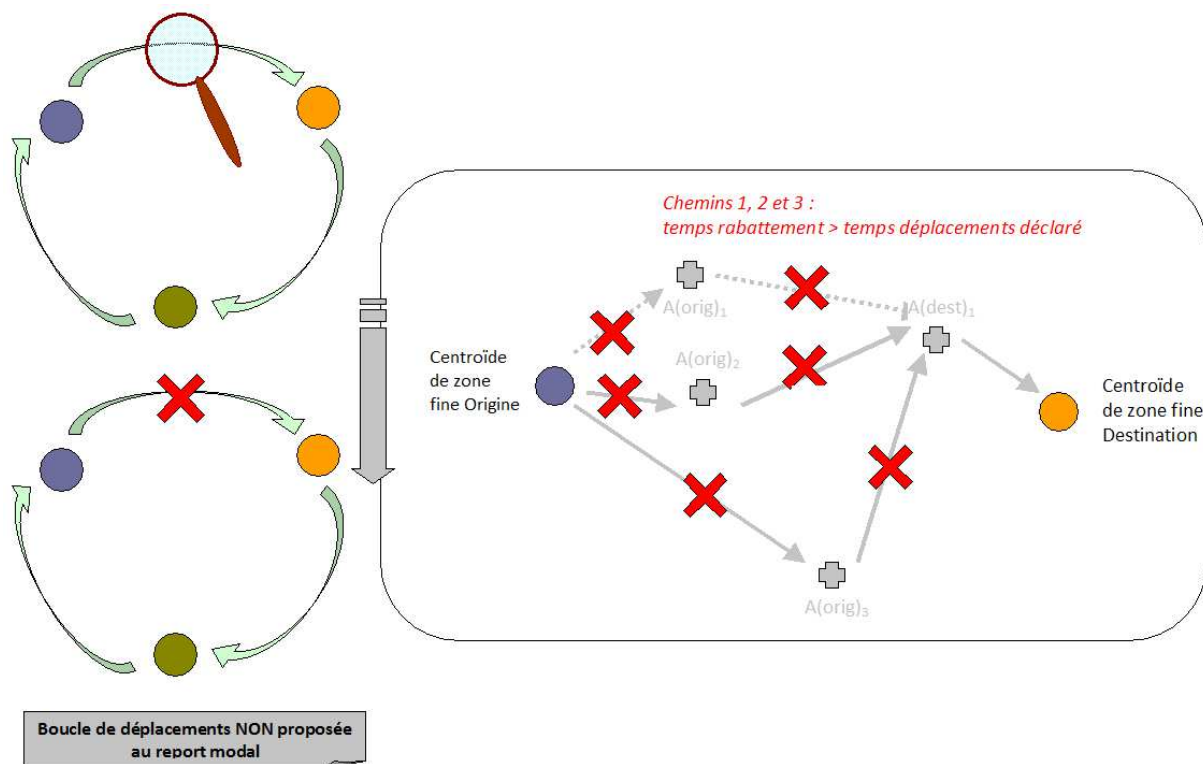 Chemins 1, 2 et 3 :
temps rabattement > temps déplacements déclaré
A(orig)₁
A(dest)₁
A(orig)₂
Centroïde
de zone
fine Origine
Centroïde
de zone fine
Destination
A(orig)₃
Boucle de déplacements NON proposée
au report modal